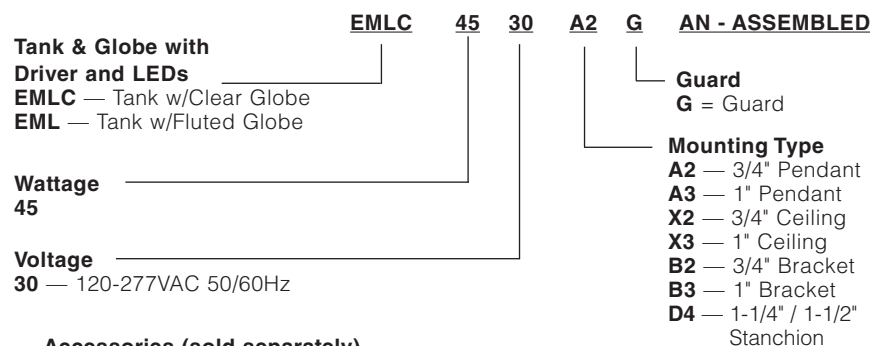 EMLC 45 30 A2 G AN - ASSEMBLED
Tank & Globe with
Driver and LEDs
EMLC — Tank w/Clear Globe
EML — Tank w/Fluted Globe
Guard
G = Guard
Mounting Type
A2 — 3/4" Pendant
A3 — 1" Pendant
X2 — 3/4" Ceiling
X3 — 1" Ceiling
B2 — 3/4" Bracket
B3 — 1" Bracket
D4 — 1-1/4" / 1-1/2"
Stanchion
Wattage
45
Voltage
30 — 120-277VAC 50/60Hz
Accessories (sold separately)